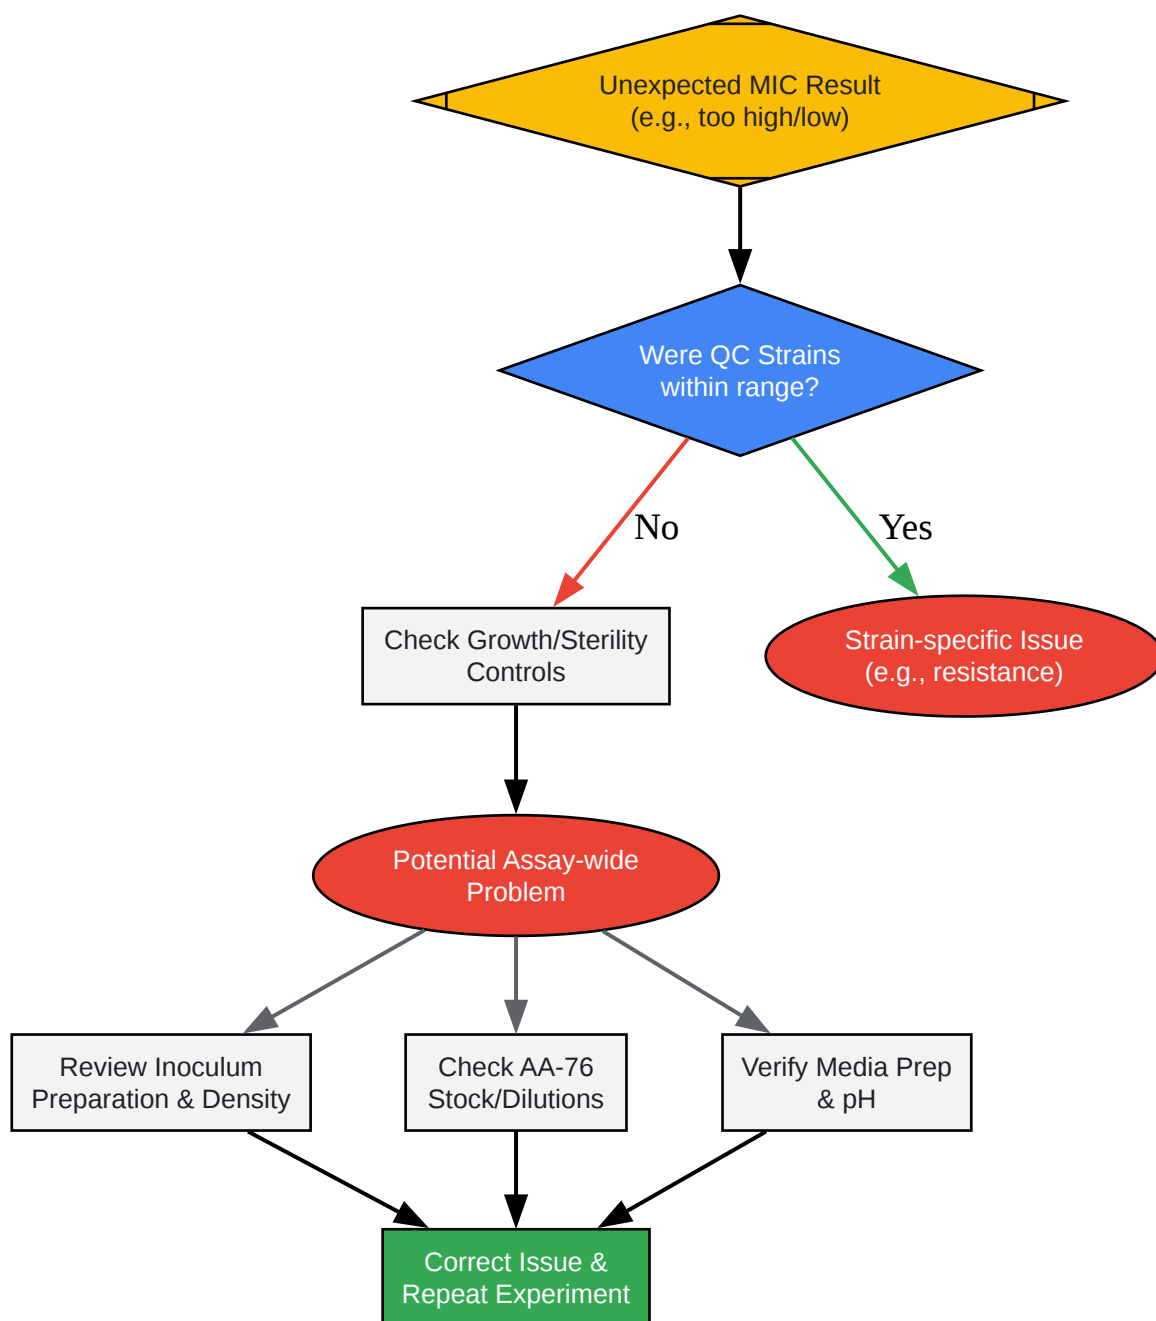 Unexpected MIC Result
(e.g., too high/low)
Were QC Strains
within range?
No
Yes
Check Growth/Sterility
Controls
Strain-specific Issue
(e.g., resistance)
Potential Assay-wide
Problem
Review Inoculum
Preparation & Density
Check AA-76
Stock/Dilutions
Verify Media Prep
& pH
Correct Issue &
Repeat Experiment